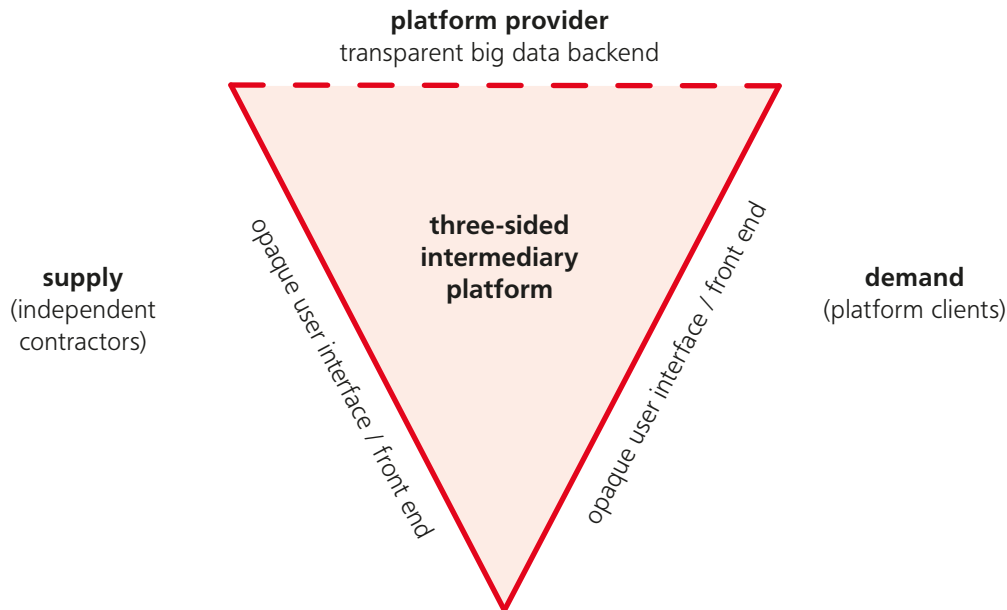 platform provider
transparent big data backend
three-sided
intermediary
platform
supply
(independent
contractors)
opaque user interface / front end
opaque user interface / front end
demand
(platform clients)